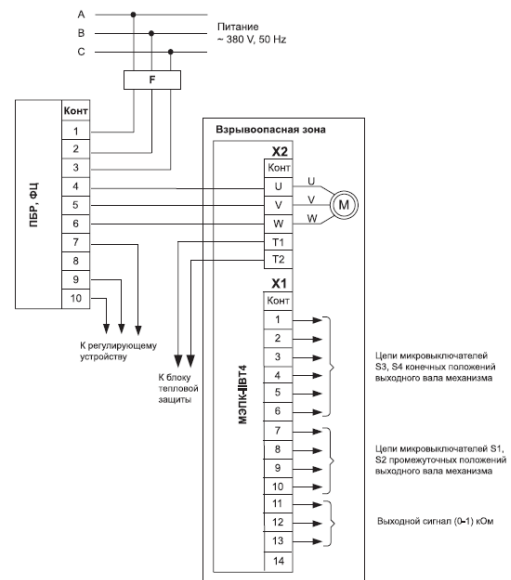 A
B
C
Питание
~ 380 V, 50 Hz
F
ПБР, ФЦ
Конт
1
2
3
4
5
6
7
8
9
10
К регулирующему
устройству
К блоку
тепловой
защиты
Взрывоопасная зона
МЭПК-IIВТ4
X2
Конт
U
V
W
T1
T2
U
V
W
M
X1
Конт
1
2
3
4
5
6
7
8
9
10
11
12
13
14
Цепи микровыключателей
S3, S4 конечных положений
выходного вала механизма
Цепи микровыключателей S1,
S2 промежуточных положений
выходного вала механизма
Выходной сигнал (0-1) кОм